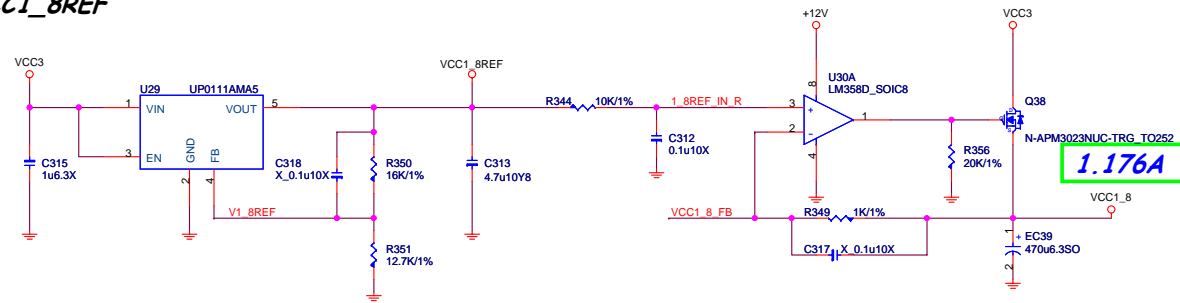 VCC1_8REF
VCC3
1
VIN
3
EN
C315
1u6.3X
U29
UP0111AMA5
VOUT
5
GND
FB
2
4
V1_8REF
C318
X_0.1u10X
R350
16K/1%
R351
12.7K/1%
VCC1_8REF
C313
4.7u10Y8
R344
10K/1%
1_8REF_IN_R
C312
0.1u10X
+12V
U30A
LM358D_SOIC8
8
3
+
2
-
1
4
R356
20K/1%
VCC3
Q38
N-APM3023NUC-TRG_TO252
1.176A
VCC1_8_FB
R349
1K/1%
C317
X_0.1u10X
VCC1_8
1
+
EC39
470u6.3SO
2